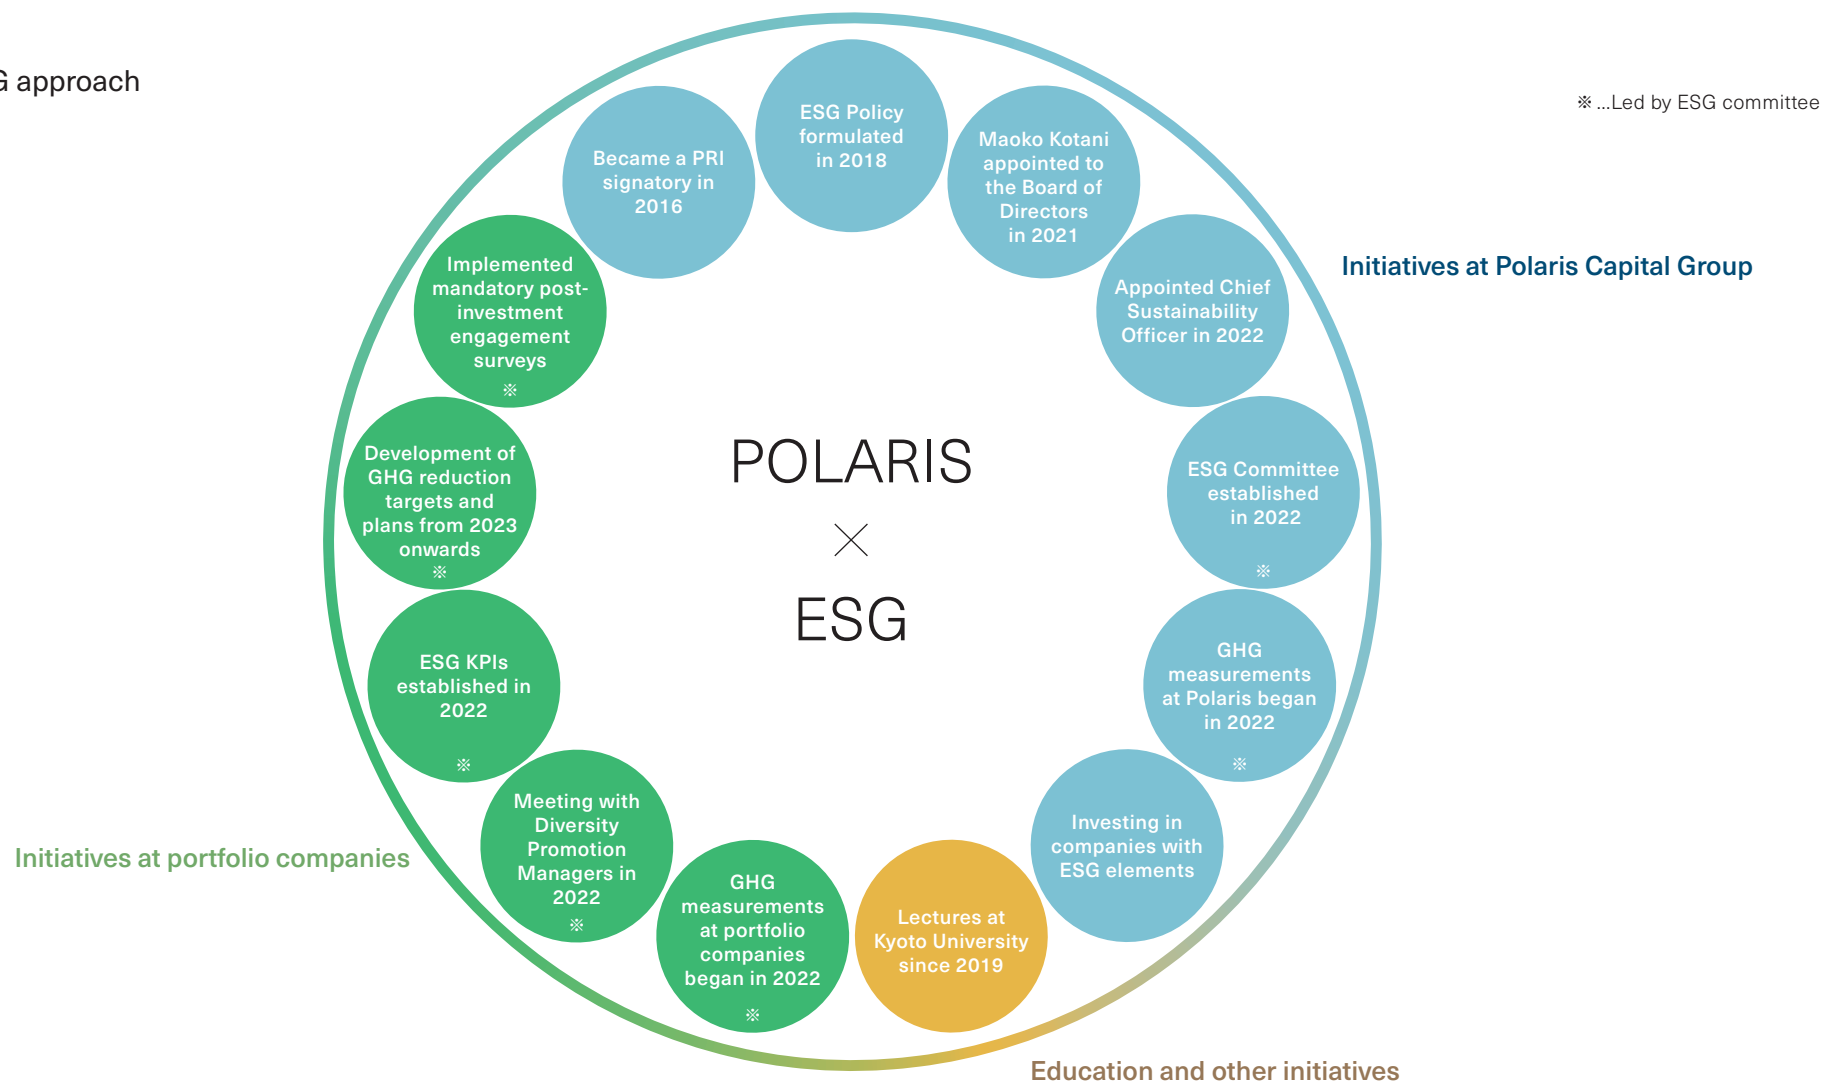 G approach
※ ...Led by ESG committee
ESG Policy
formulated
in 2018
Became a PRI
signatory in
2016
Maoko Kotani
appointed to
the Board of
Directors
in 2021
Implemented
mandatory post-
investment
engagement
surveys
※
Appointed Chief
Sustainability
Officer in 2022
Initiatives at Polaris Capital Group
Development of
GHG reduction
targets and
plans from 2023
onwards
※
POLARIS
×
ESG
ESG Committee
established
in 2022
※
ESG KPIs
established in
2022
※
GHG
measurements
at Polaris began
in 2022
※
Initiatives at portfolio companies
Meeting with
Diversity
Promotion
Managers in
2022
※
GHG
measurements
at portfolio
companies
began in 2022
※
Lectures at
Kyoto University
since 2019
Investing in
companies with
ESG elements
Education and other initiatives